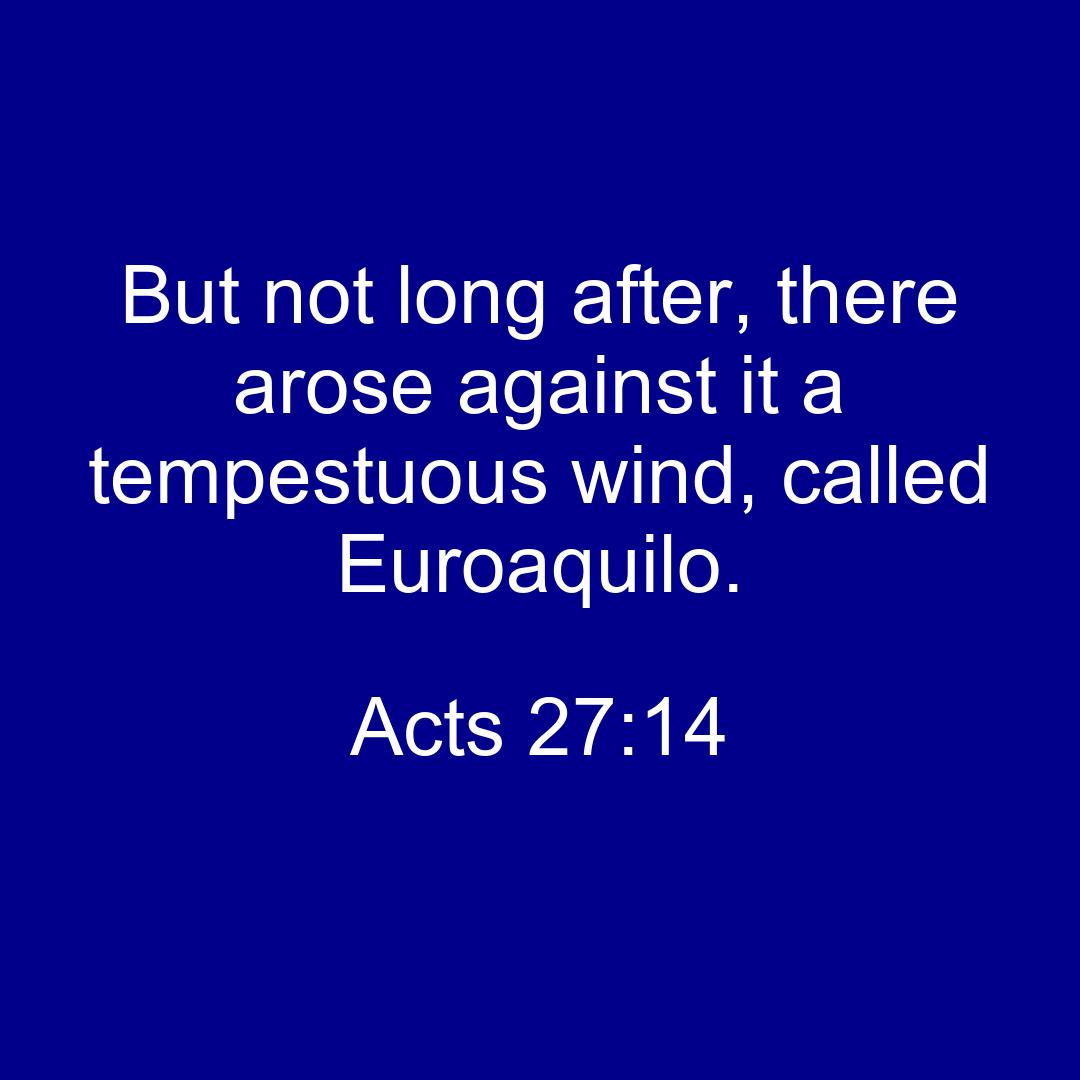 But not long after, there
arose against it a
tempestuous wind, called
Euroaquilo.
Acts 27:14